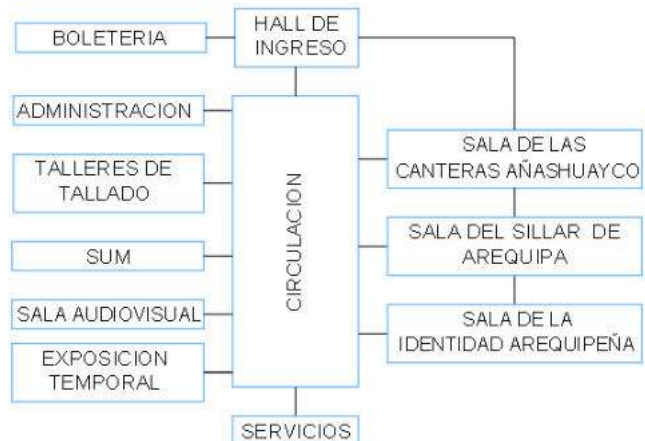 BOLETERIA
HALL DE
INGRESO
ADMINISTRACION
TALLERES DE
TALLADO
SUM
SALA AUDIOVISUAL
EXPOSICION
TEMPORAL
CIRCULACION
SALA DE LAS
CANTERAS AÑASHUAYCO
SALA DEL SILLAR DE
AREQUIPA
SALA DE LA
IDENTIDAD AREQUIPEÑA
SERVICIOS